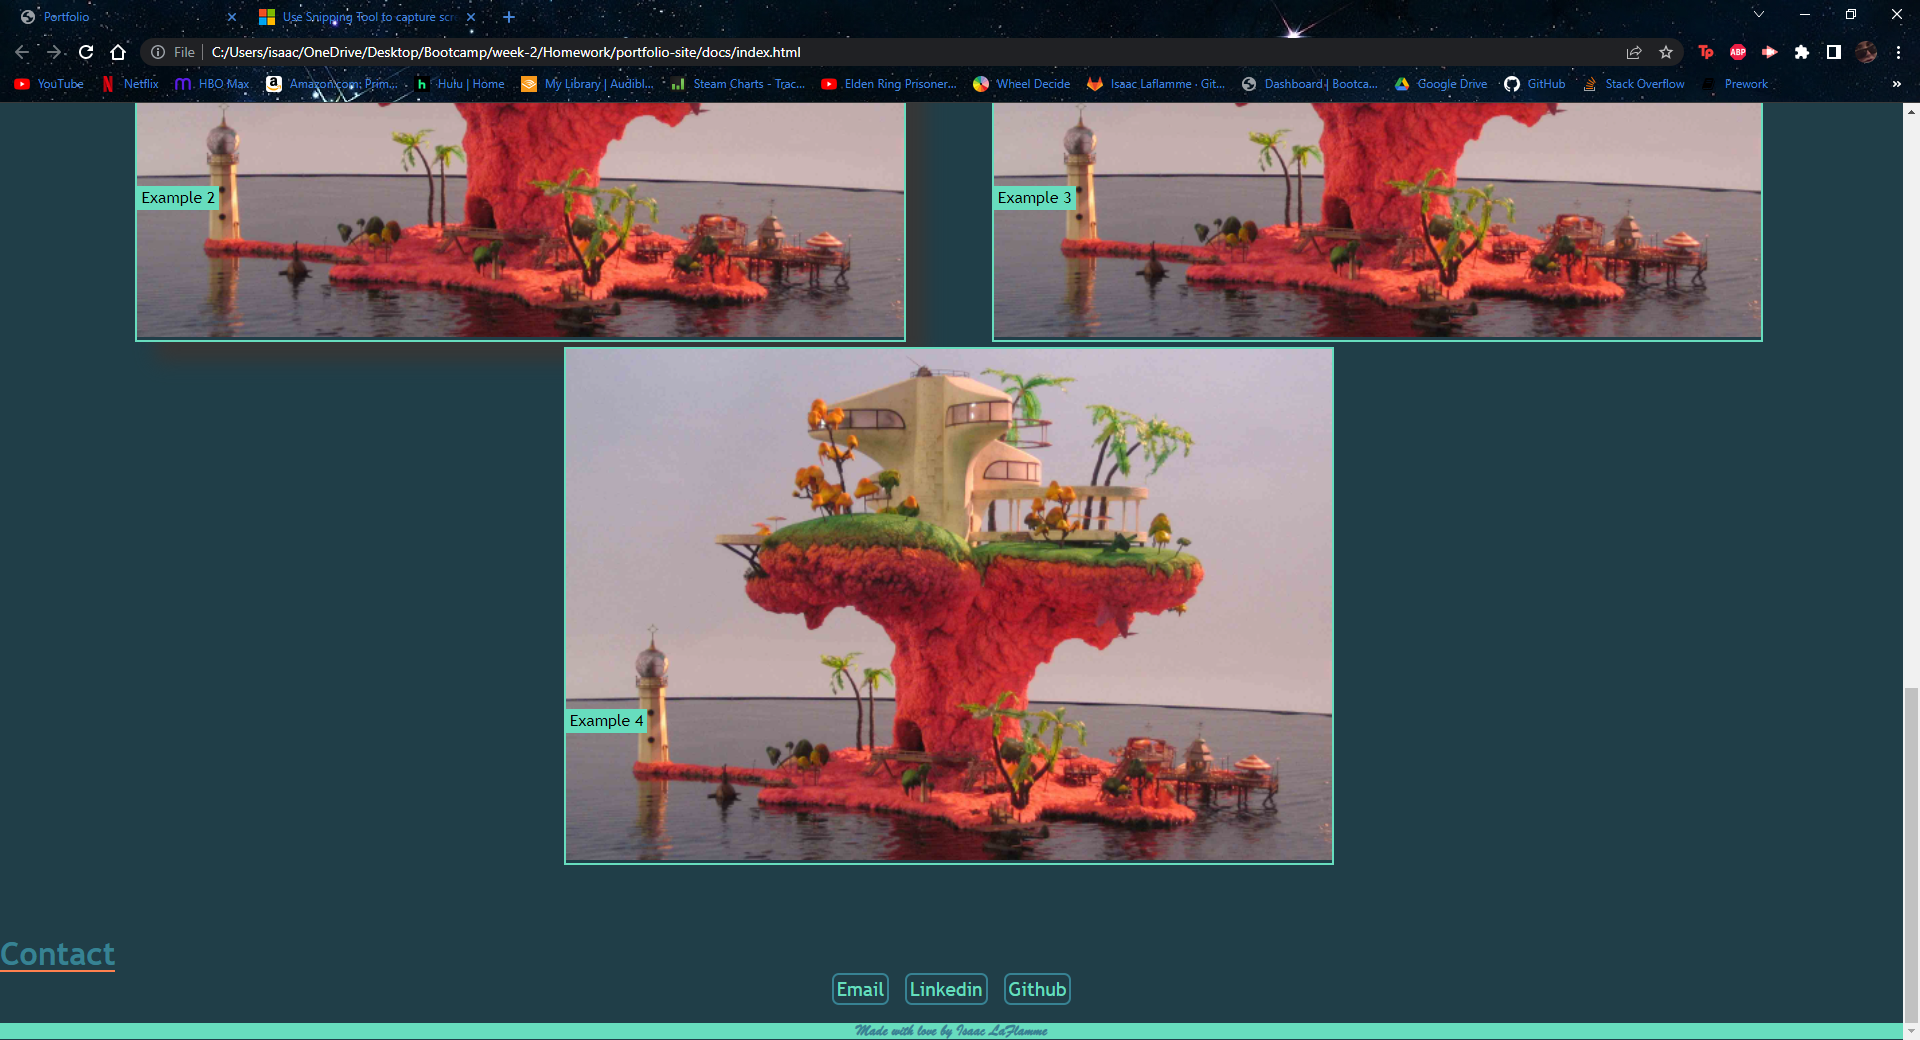 Portfolio
Use Snipping Tool to capture scre
File
C:/Users/isaac/OneDrive/Desktop/Bootcamp/week-2/Homework/portfolio-site/docs/index.html
Tp
ABP
YouTube
Netflix
HBO Max
Amazon.com: Prim...
Hulu | Home
My Library | Audibl...
Steam Charts - Trac...
Elden Ring Prisoner...
Wheel Decide
Isaac Laflamme · Git...
Dashboard | Bootca...
Google Drive
GitHub
Stack Overflow
Prework
»
Example 2
Example 3
Example 4
Contact
Email
Linkedin
Github
Made with love by Isaac LaFlamme